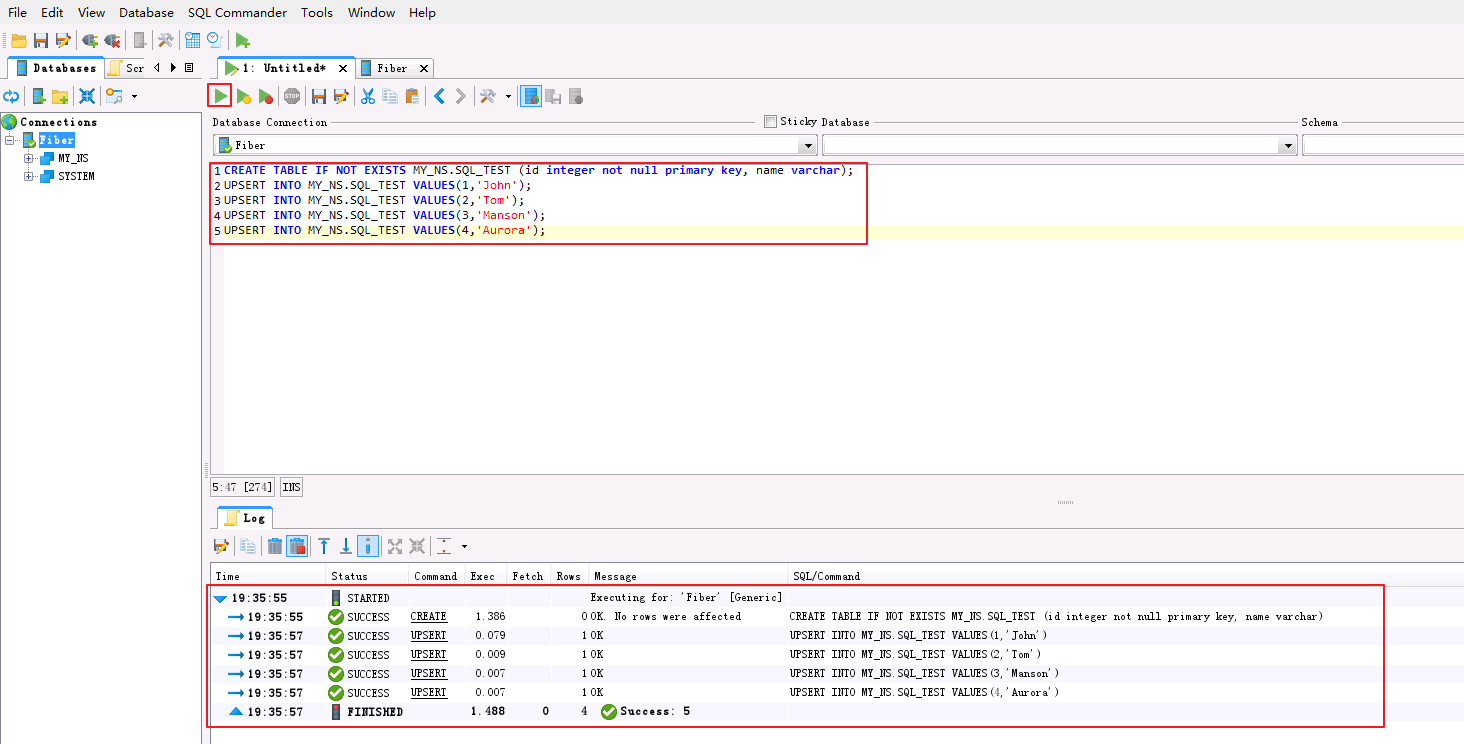 File Edit View Database SQL Commander Tools Window Help
Databases Scr 1: Untitled* Fiber
STOP
Connections
Fiber
MY_NS
SYSTEM
Database Connection Sticky Database Schema
Fiber
1 CREATE TABLE IF NOT EXISTS MY_NS.SQL_TEST (id integer not null primary key, name varchar);
2 UPSERT INTO MY_NS.SQL_TEST VALUES(1,'John');
3 UPSERT INTO MY_NS.SQL_TEST VALUES(2,'Tom');
4 UPSERT INTO MY_NS.SQL_TEST VALUES(3,'Manson');
5 UPSERT INTO MY_NS.SQL_TEST VALUES(4,'Aurora');
5:47 [274] INS
Log
Time Status Command Exec Fetch Rows Message SQL/Command
19:35:55 STARTED Executing for: 'Fiber' [Generic]
19:35:55 SUCCESS CREATE 1.386 0 OK. No rows were affected CREATE TABLE IF NOT EXISTS MY_NS.SQL_TEST (id integer not null primary key, name varchar)
19:35:57 SUCCESS UPSERT 0.079 1 OK UPSERT INTO MY_NS.SQL_TEST VALUES(1,'John')
19:35:57 SUCCESS UPSERT 0.009 1 OK UPSERT INTO MY_NS.SQL_TEST VALUES(2,'Tom')
19:35:57 SUCCESS UPSERT 0.007 1 OK UPSERT INTO MY_NS.SQL_TEST VALUES(3,'Manson')
19:35:57 SUCCESS UPSERT 0.007 1 OK UPSERT INTO MY_NS.SQL_TEST VALUES(4,'Aurora')
19:35:57 FINISHED 1.488 0 4 Success: 5